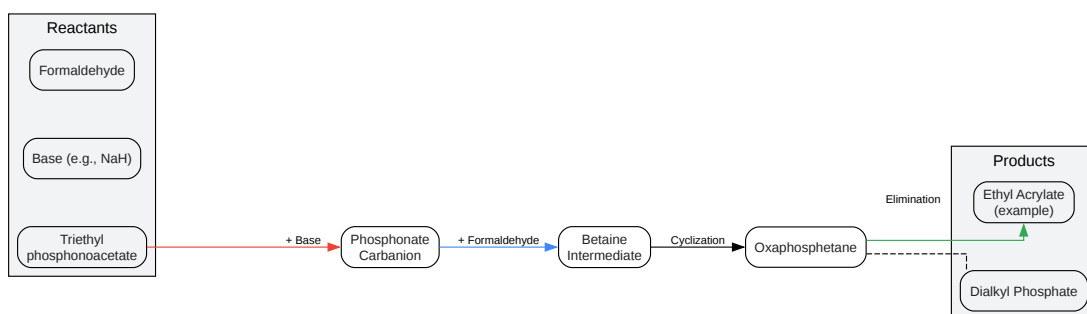 Reactants
Formaldehyde
Base (e.g., NaH)
Triethyl
phosphonoacetate
+ Base
Phosphonate
Carbanion
+ Formaldehyde
Betaine
Intermediate
Cyclization
Oxaphosphetane
Elimination
Products
Ethyl Acrylate
(example)
Dialkyl Phosphate